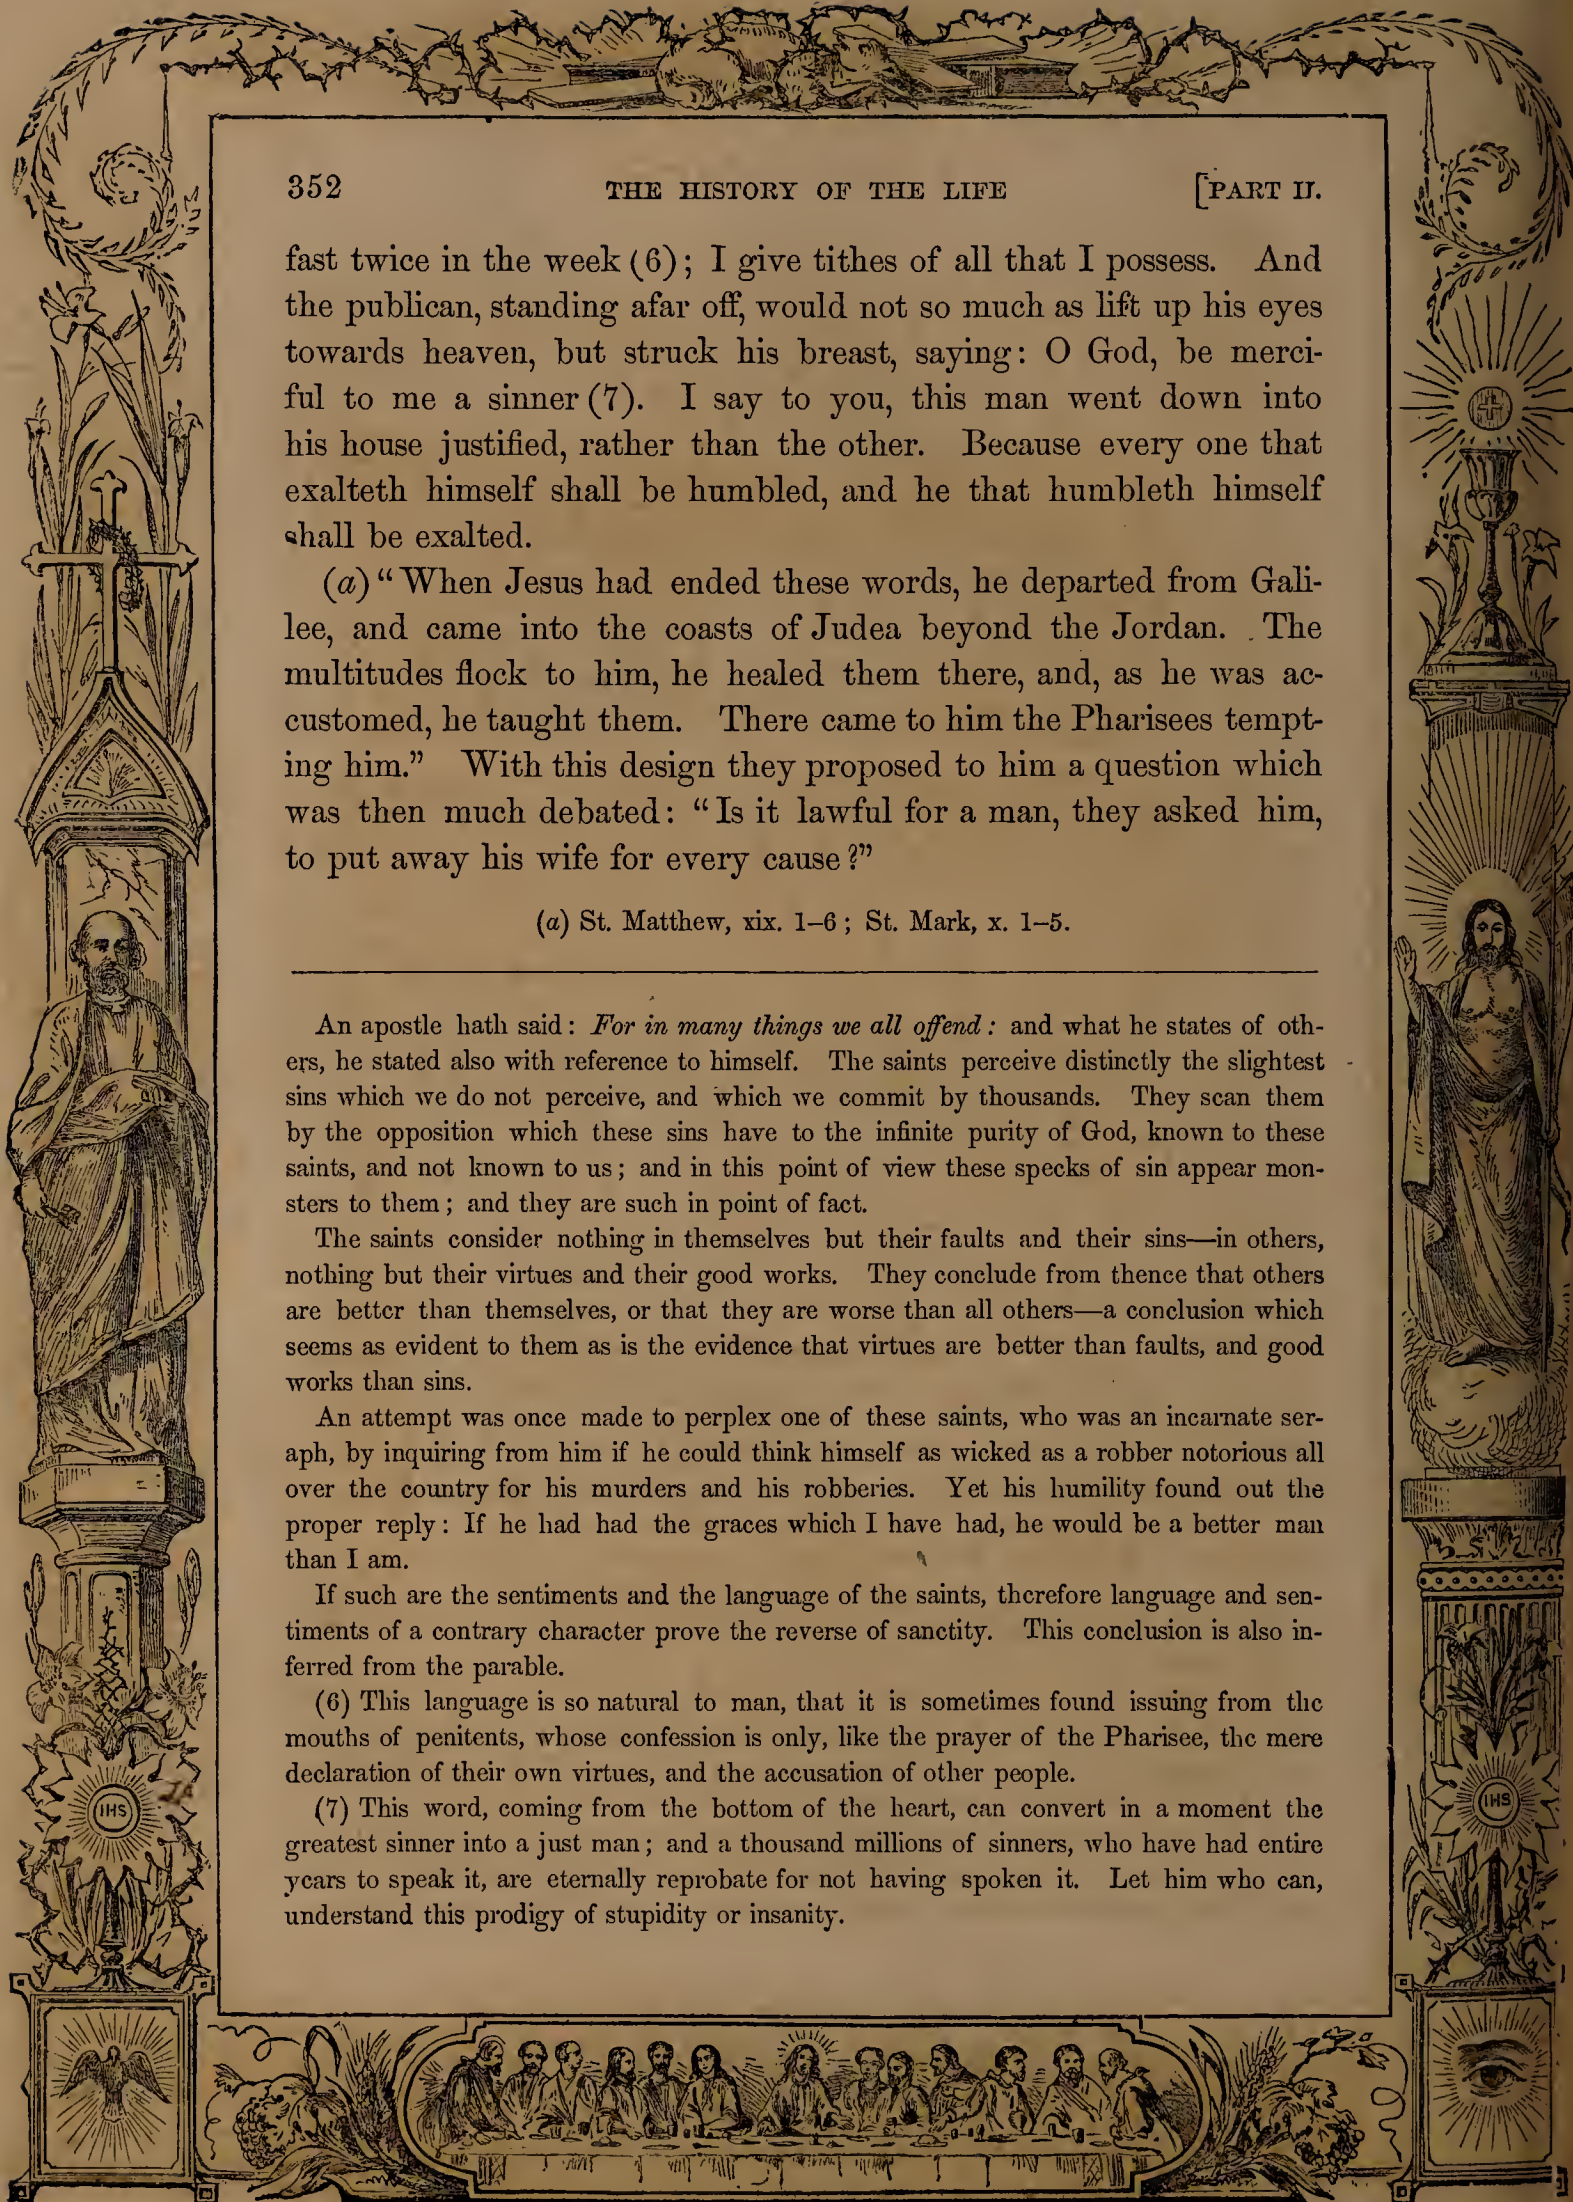 352 THE HISTORY OF THE LIFE [PART II.
fast twice in the week (6); I give tithes of all that I possess. And
the publican, standing afar off, would not so much as lift up his eyes
towards heaven, but struck his breast, saying: O God, be merci-
ful to me a sinner (7). I say to you, this man went down into
his house justified, rather than the other. Because every one that
exalteth himself shall be humbled, and he that humbleth himself
shall be exalted.
(a) “When Jesus had ended these words, he departed from Gali-
lee, and came into the coasts of Judea beyond the Jordan. The
multitudes flock to him, he healed them there, and, as he was ac-
customed, he taught them. There came to him the Pharisees tempt-
ing him.” With this design they proposed to him a question which
was then much debated: “Is it lawful for a man, they asked him,
to put away his wife for every cause?”
(a) St. Matthew, xix. 1–6; St. Mark, x. 1–5.
An apostle hath said: For in many things we all offend: and what he states of oth-
ers, he stated also with reference to himself. The saints perceive distinctly the slightest
sins which we do not perceive, and which we commit by thousands. They scan them
by the opposition which these sins have to the infinite purity of God, known to these
saints, and not known to us; and in this point of view these specks of sin appear mon-
sters to them; and they are such in point of fact.
The saints consider nothing in themselves but their faults and their sins—in others,
nothing but their virtues and their good works. They conclude from thence that others
are better than themselves, or that they are worse than all others—a conclusion which
seems as evident to them as is the evidence that virtues are better than faults, and good
works than sins.
An attempt was once made to perplex one of these saints, who was an incarnate ser-
aph, by inquiring from him if he could think himself as wicked as a robber notorious all
over the country for his murders and his robberies. Yet his humility found out the
proper reply: If he had had the graces which I have had, he would be a better man
than I am.
If such are the sentiments and the language of the saints, therefore language and sen-
timents of a contrary character prove the reverse of sanctity. This conclusion is also in-
ferred from the parable.
(6) This language is so natural to man, that it is sometimes found issuing from the
mouths of penitents, whose confession is only, like the prayer of the Pharisee, the mere
declaration of their own virtues, and the accusation of other people.
(7) This word, coming from the bottom of the heart, can convert in a moment the
greatest sinner into a just man; and a thousand millions of sinners, who have had entire
years to speak it, are eternally reprobate for not having spoken it. Let him who can,
understand this prodigy of stupidity or insanity.
IHS
IHS